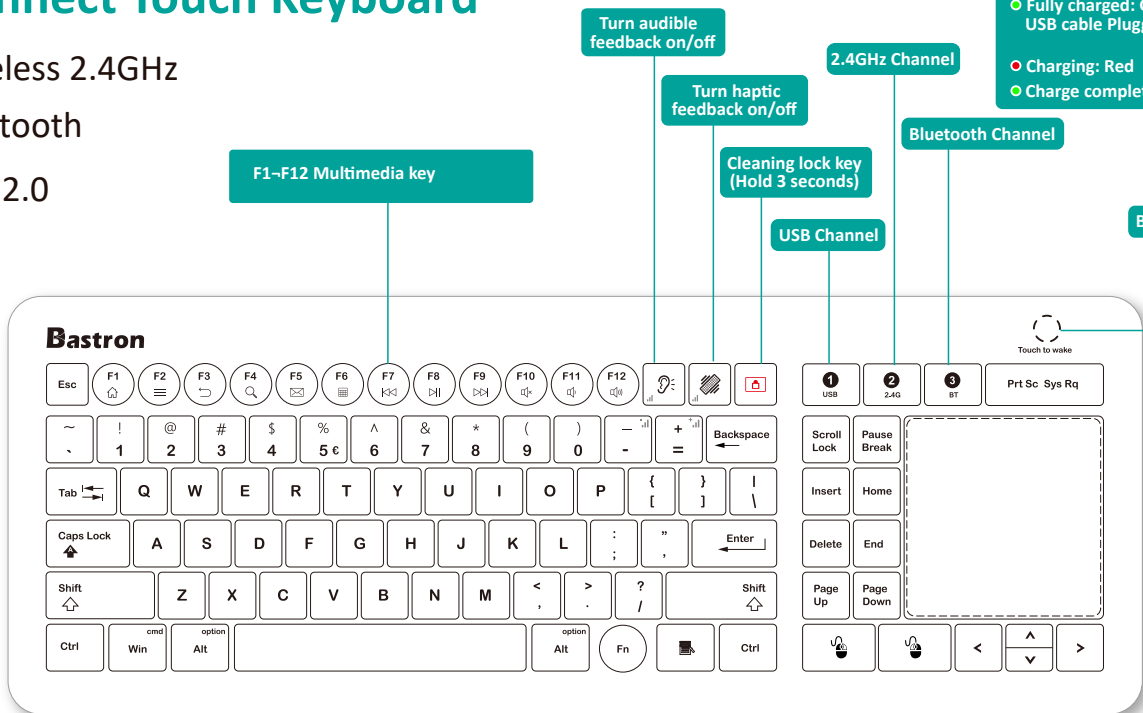 Touch Keyboard
2.4GHz
2.0
Turn audible
feedback on/off
Turn haptic
feedback on/off
2.4GHz Channel
Fully charged:
USB cable
Charging: Red
Charge
Bluetooth Channel
F1¬F12 Multimedia key
Cleaning lock key
(Hold 3 seconds)
USB Channel
Bastron
Touch to wake
Esc F1 F2 F3 F4 F5 F6 F7 F8 F9 F10 F11 F12 1 2 3 Prt Sc Sys Rq
USB 2.4G BT
~ ! @ # $ % ^ & * ( ) — + Backspace
` 1 2 3 4 5 € 6 7 8 9 0 - =
Scroll Lock Pause Break
Tab Q W E R T Y U I O P { [ } ] | \ Insert Home
Caps Lock A S D F G H J K L : ; " , Enter Delete End
Shift Z X C V B N M < , > . ? / Shift Page Up Page Down
Ctrl Win cmd Alt option Alt option Fn Ctrl < ^ v >